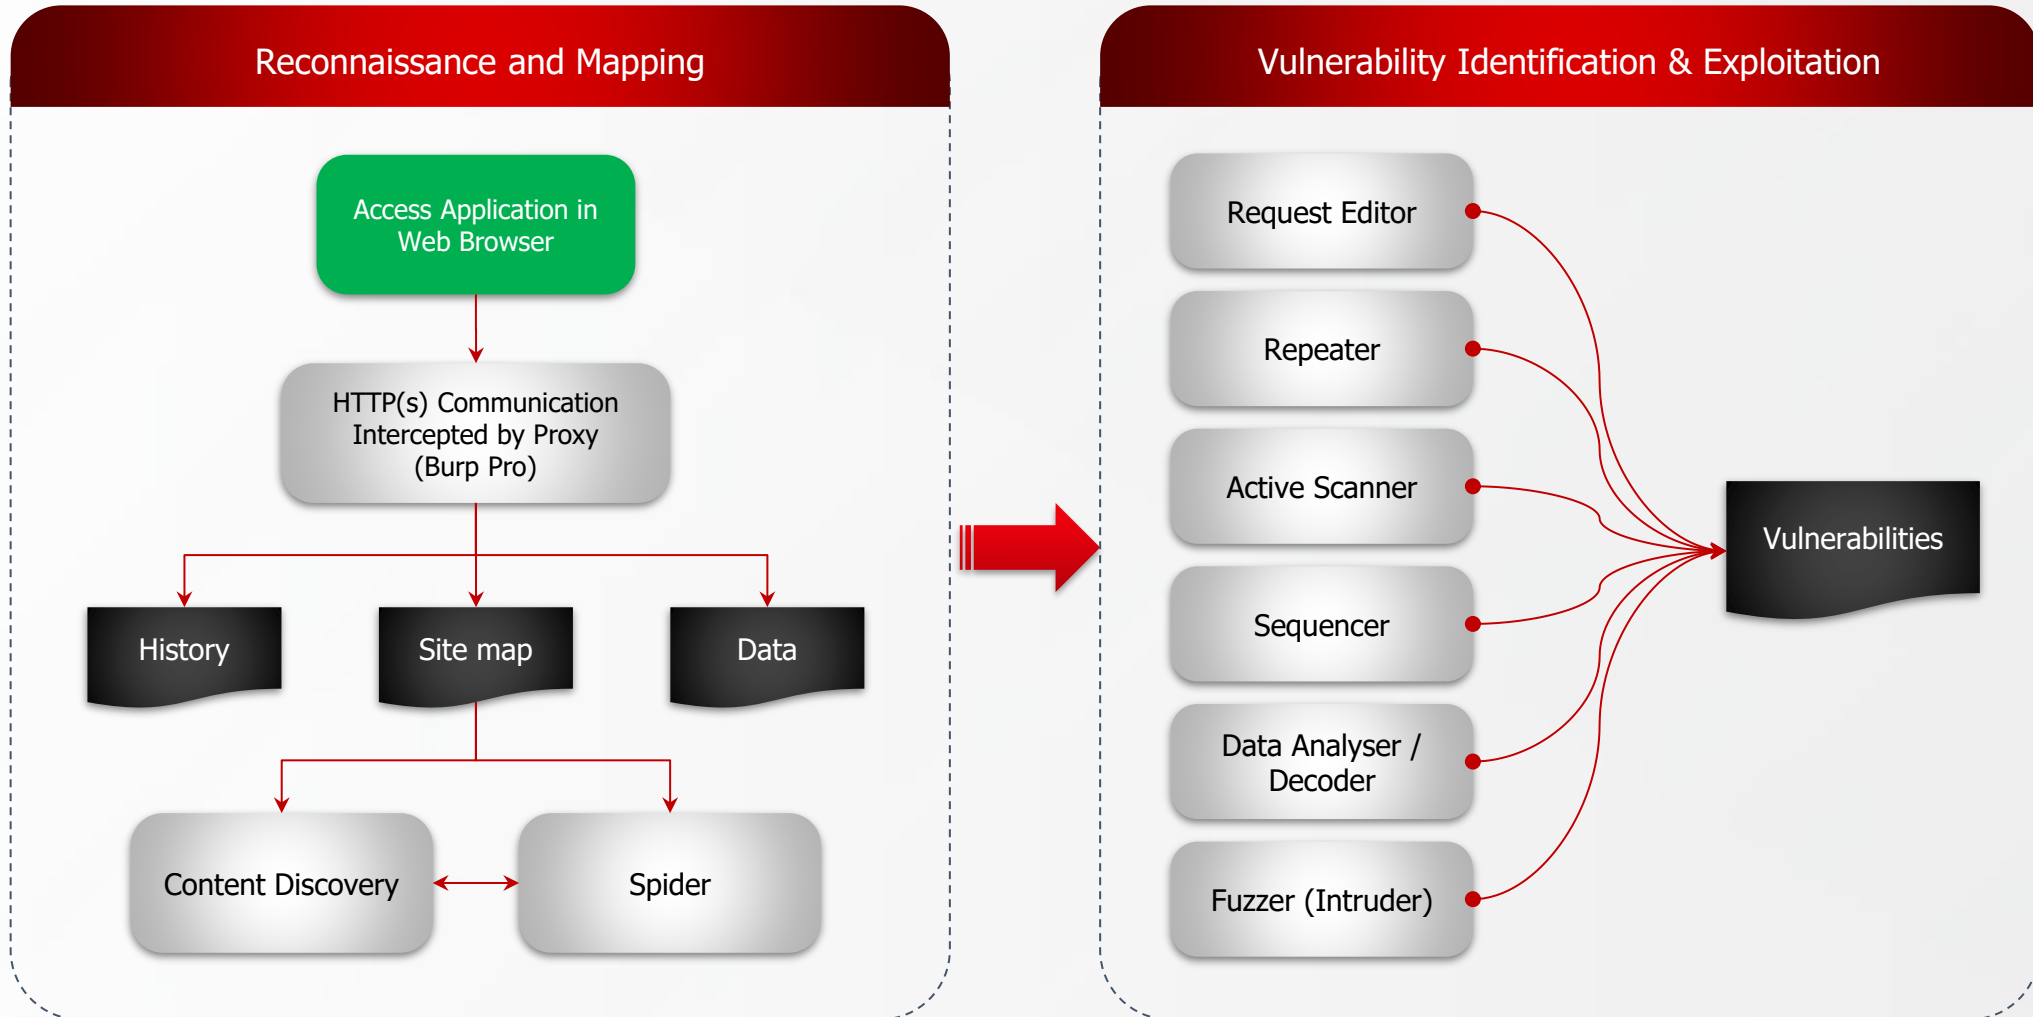 Reconnaissance and Mapping
Access Application in
Web Browser
HTTP(s) Communication
Intercepted by Proxy
(Burp Pro)
History
Site map
Data
Content Discovery
Spider
Vulnerability Identification & Exploitation
Request Editor
Repeater
Active Scanner
Sequencer
Data Analyser /
Decoder
Fuzzer (Intruder)
Vulnerabilities